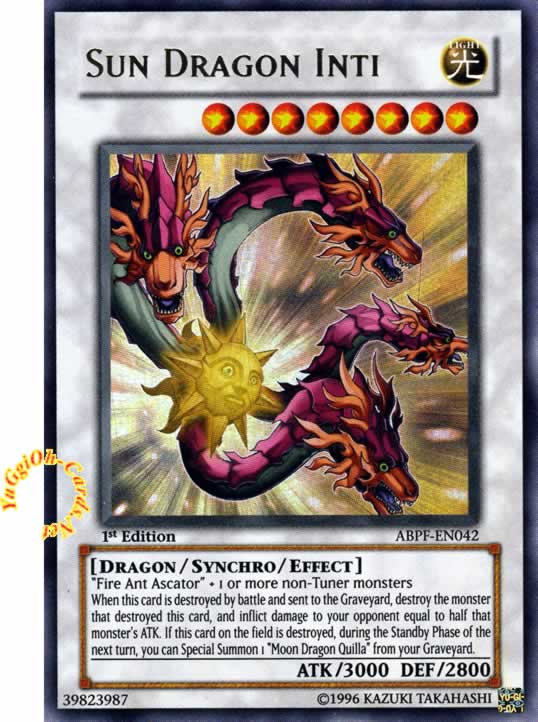 SUN DRAGON INTI
LIGHT
光
YuGgiOh-Cards.Net
1st Edition
ABPF-EN042
[DRAGON/SYNCHRO/EFFECT]
"Fire Ant Ascator" + 1 or more non-Tuner monsters
When this card is destroyed by battle and sent to the Graveyard, destroy the monster
that destroyed this card, and inflict damage to your opponent equal to half that
monster's ATK. If this card on the field is destroyed, during the Standby Phase of the
next turn, you can Special Summon 1 "Moon Dragon Quilla" from your Graveyard.
ATK/3000 DEF/2800
39823987
©1996 KAZUKI TAKAHASHI